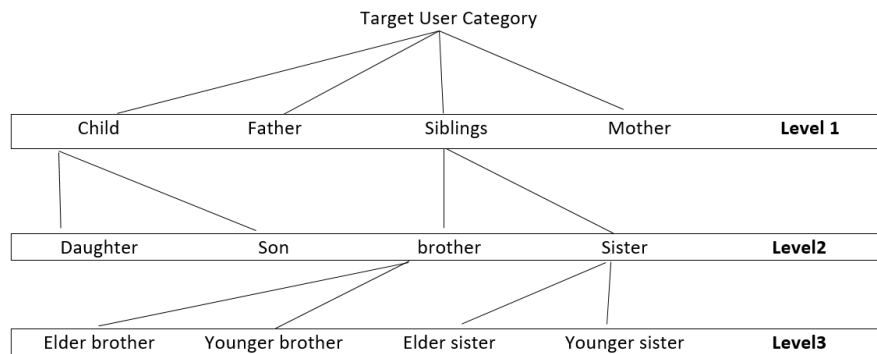 Target User Category
Child Father Siblings Mother Level 1
Daughter Son brother Sister Level2
Elder brother Younger brother Elder sister Younger sister Level3